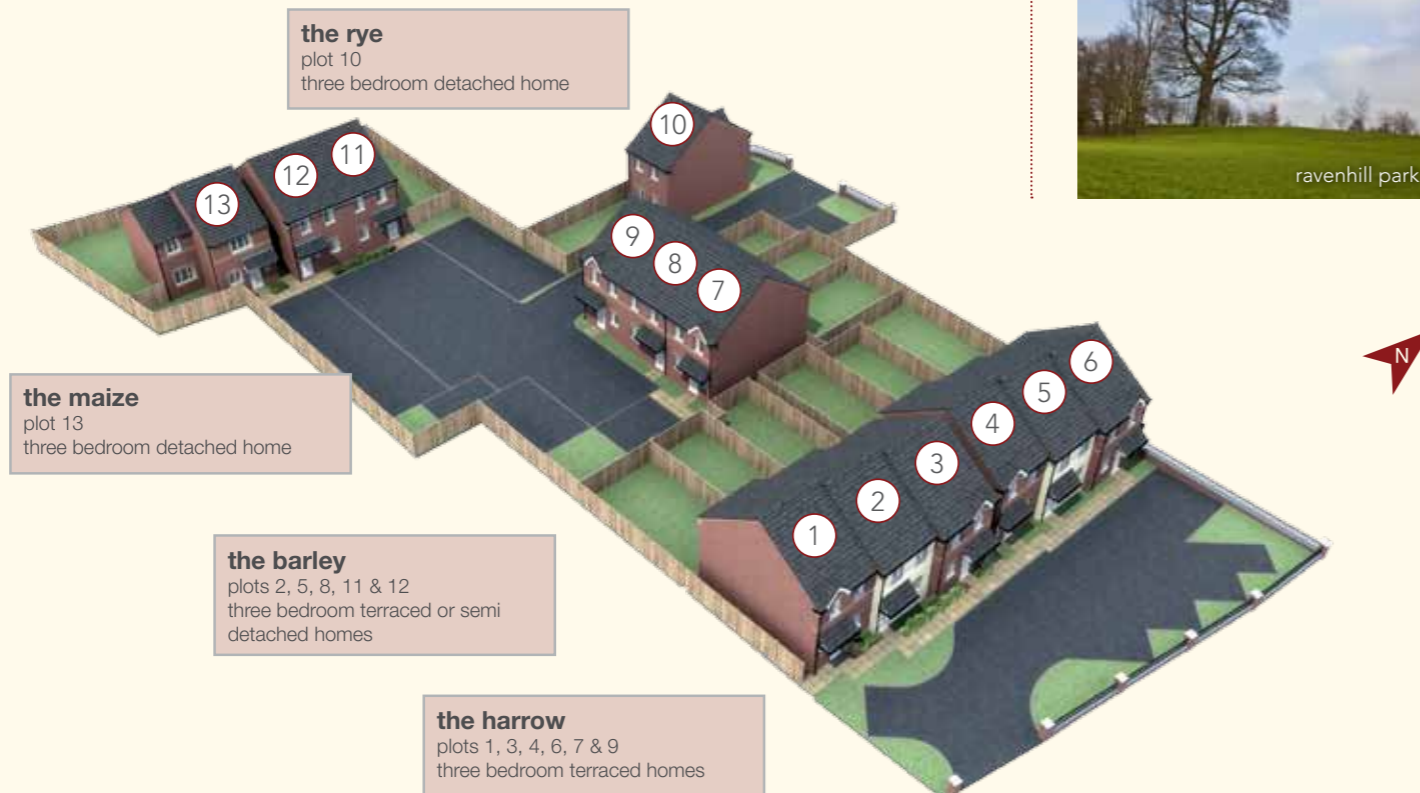 the rye
plot 10
three bedroom detached home
ravenhill park
10
11
12
13
9
8
7
N
6
5
4
3
2
1
the maize
plot 13
three bedroom detached home
the barley
plots 2, 5, 8, 11 & 12
three bedroom terraced or semi
detached homes
the harrow
plots 1, 3, 4, 6, 7 & 9
three bedroom terraced homes